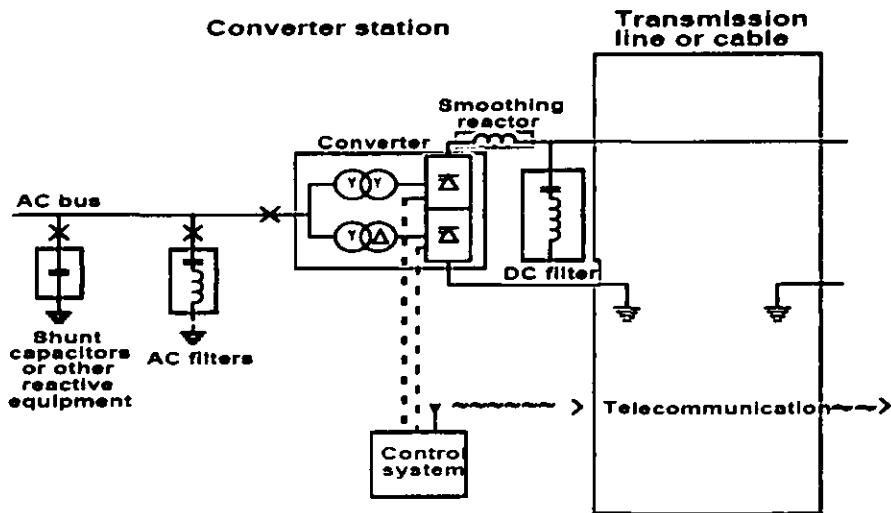 Converter station
Transmission
line or cable
Smoothing
reactor
Converter
Y Y
AC bus
Y Δ
DC filter
Shunt
capacitors
or other
reactive
equipment
AC filters
Telecommunication
Control
system